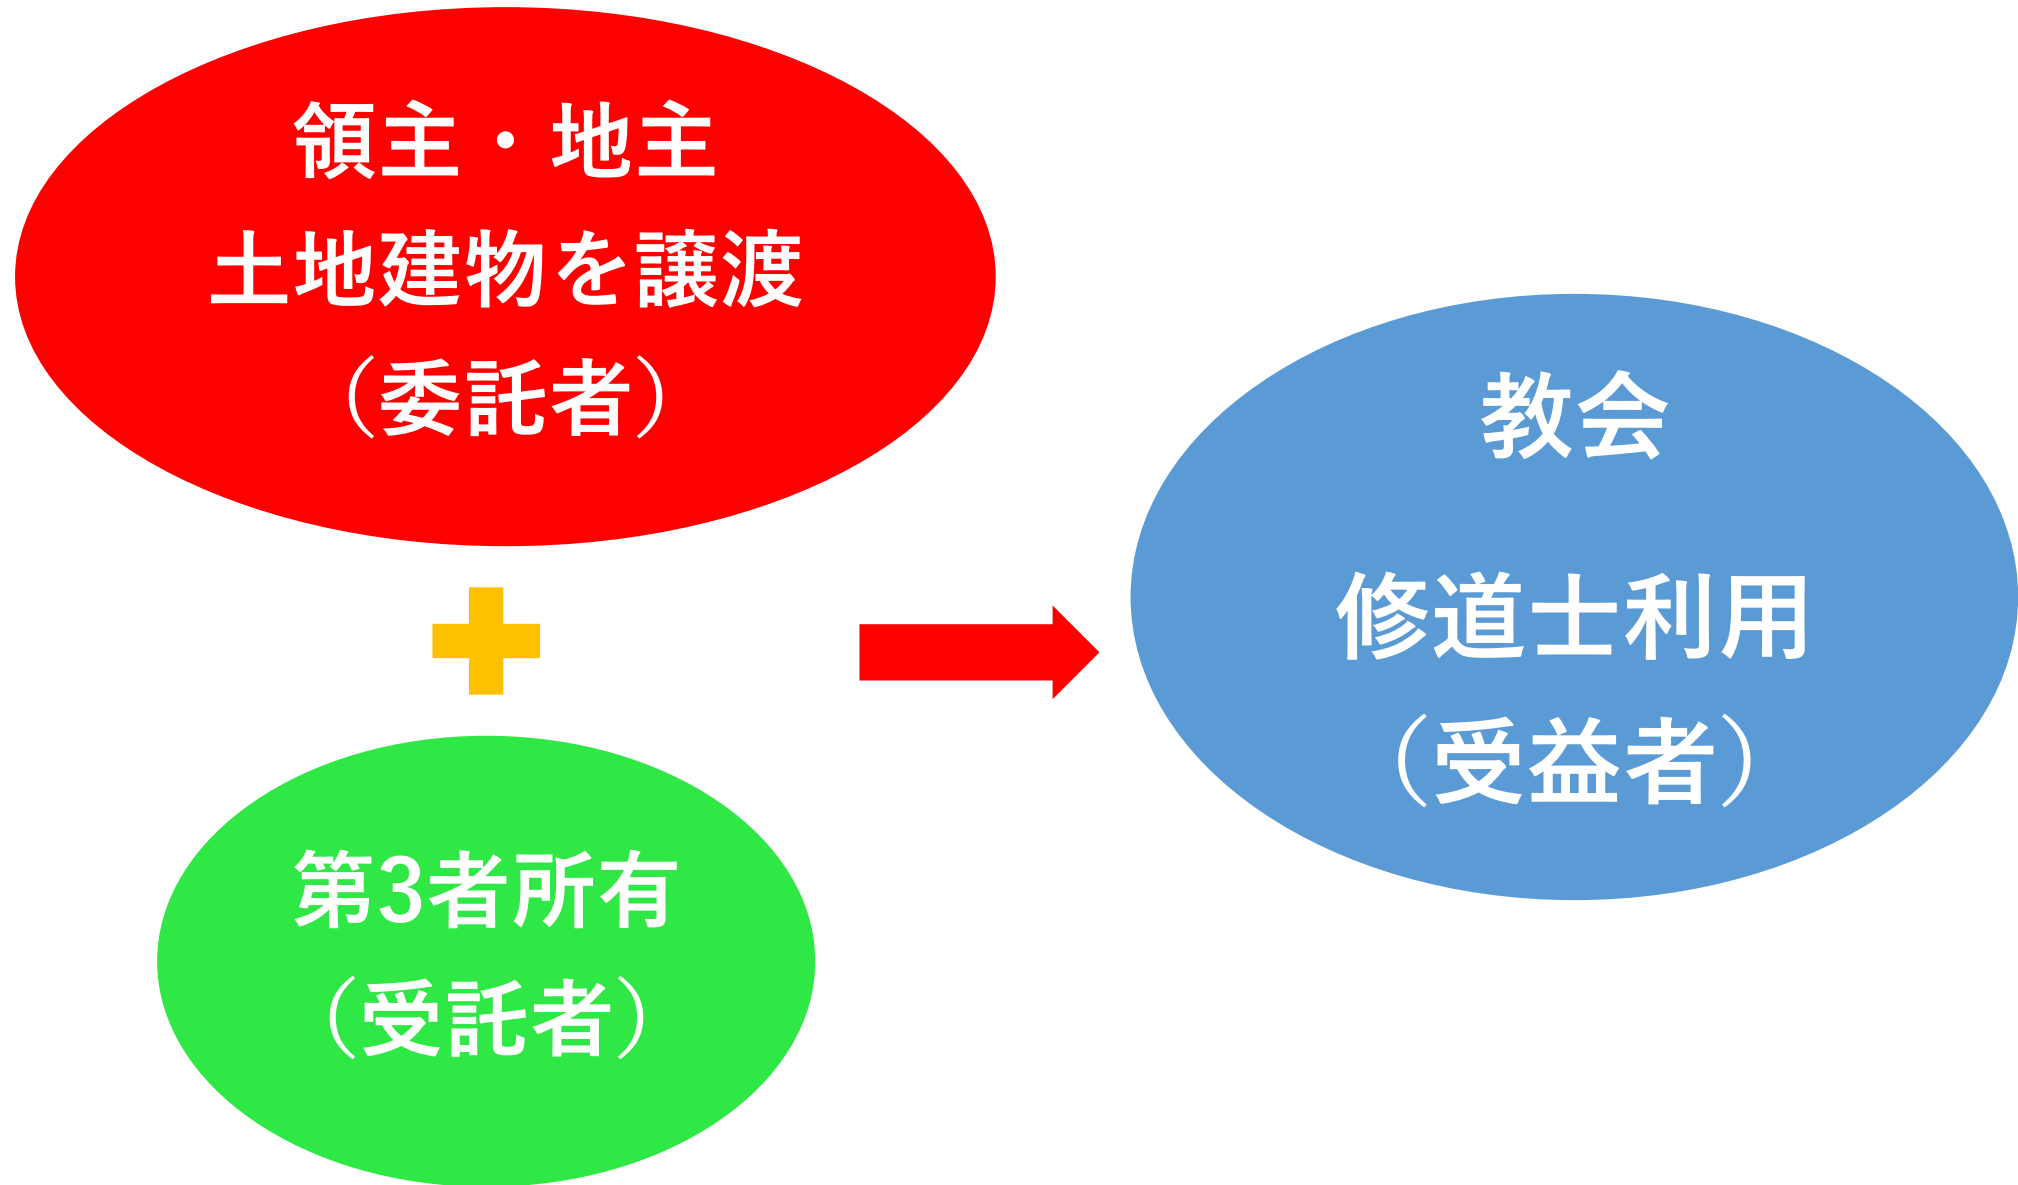 領主・地主
土地建物を譲渡
（委託者）
第3者所有
（受託者）
教会
修道士利用
（受益者）